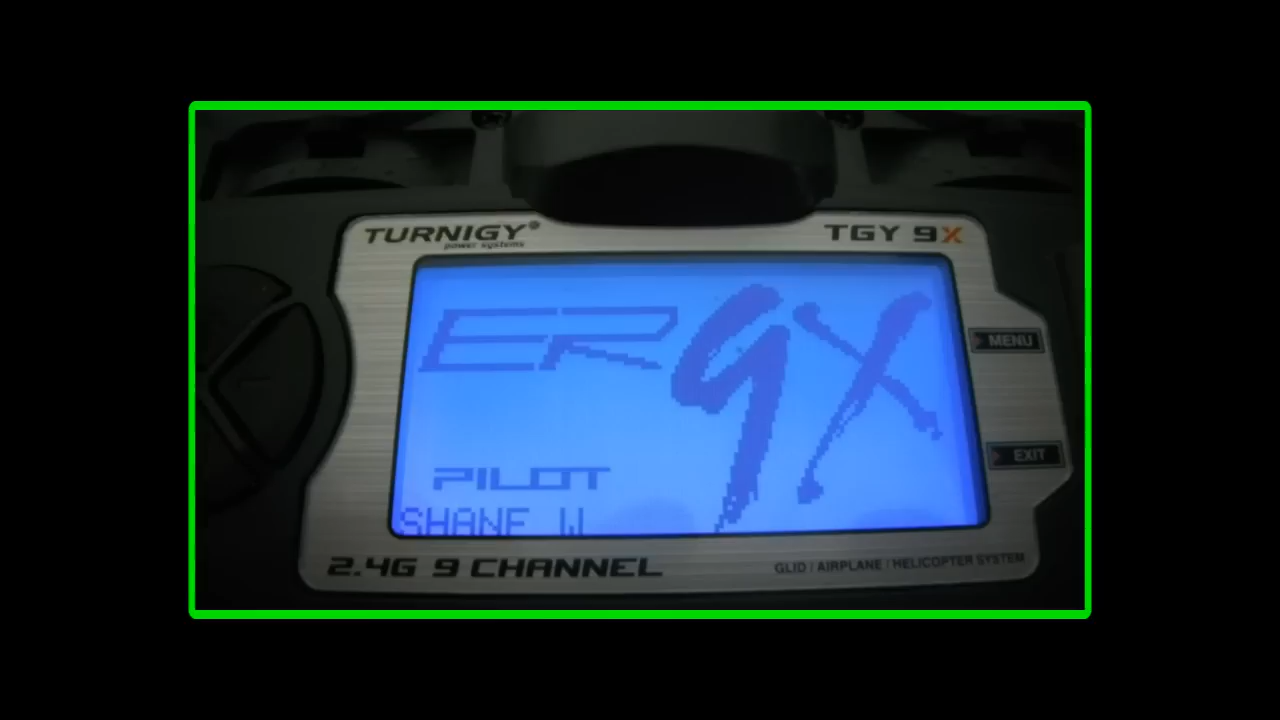 TURNIGY®
power systems
TGY 9X
ER9X
MENU
EXIT
PILOT
SHANE W
2.4G 9 CHANNEL
GLID / AIRPLANE / HELICOPTER SYSTEM